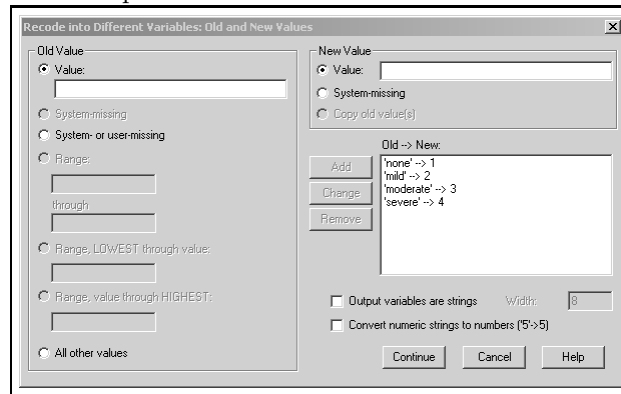 Recode into Different Variables: Old and New Values
Old Value
Value:
System-missing
System- or user-missing
Range:
through
Range, LOWEST through value:
Range, value through HIGHEST:
All other values
New Value
Value:
System-missing
Copy old value(s)
Old --> New:
Add
Change
Remove
'none' --> 1
'mild' --> 2
'moderate' --> 3
'severe' --> 4
Output variables are strings Width: 8
Convert numeric strings to numbers ('5'->5)
Continue Cancel Help